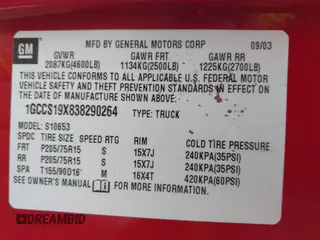 GM
MFD BY GENERAL MOTORS CORP 09/03
GVWR GAWR FRT GAWR RR
2087KG(4600LB) 1134KG(2500LB) 1225KG(2700LB)
THIS VEHICLE CONFORMS TO ALL APPLICABLE U.S. FEDERAL MOTOR
VEHICLE SAFETY AND THEFT PREVENTION STANDARDS IN EFFECT ON
THE DATE OF MANUFACTURE SHOWN ABOVE.
1GCCS19X838290264 TYPE: TRUCK
MODEL: S10653
SPDC TIRE SIZE SPEED RTG RIM COLD TIRE PRESSURE
FRT P205/75R15 S 15X7J 240KPA(35PSI)
RR P205/75R15 S 15X7J 240KPA(35PSI)
SPA T155/90D16 M 16X4T 420KPA(60PSI)
SEE OWNER'S MANUAL FOR ADDITIONAL INFORMATION.
DREAMBID